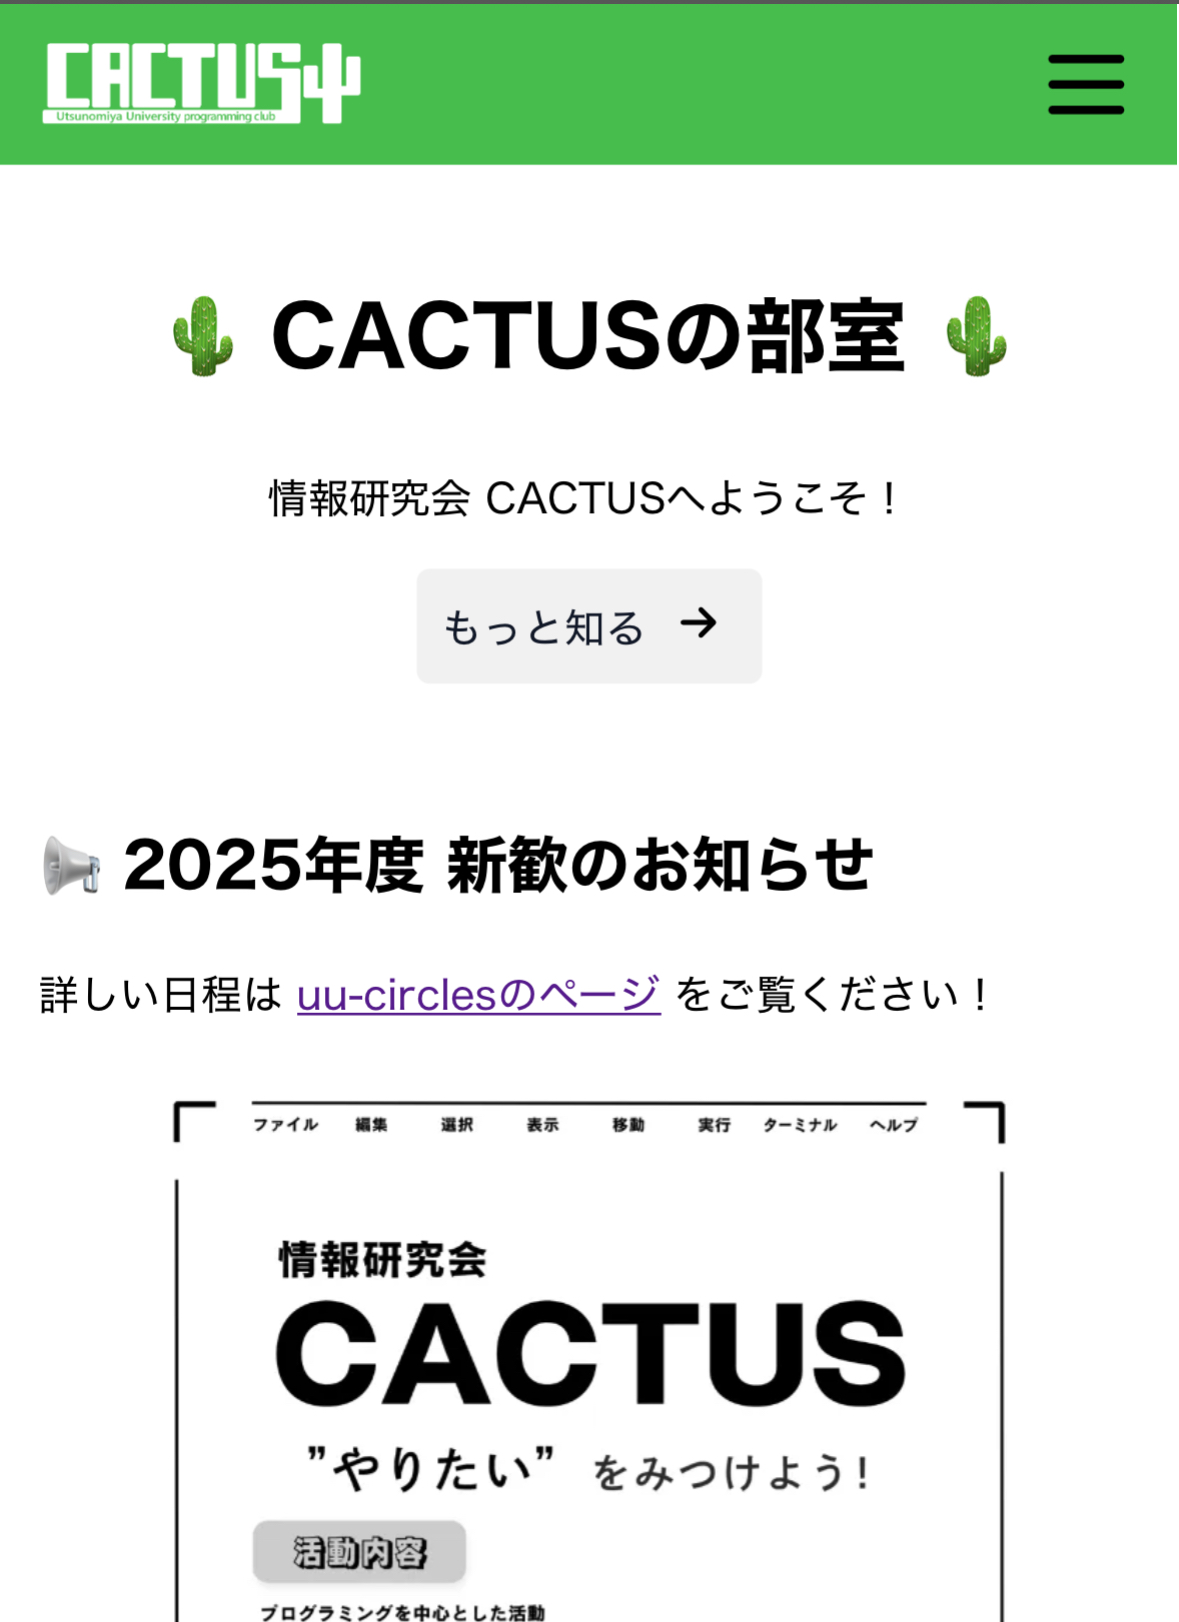 CACTUS
Utsunomiya University programming club
🌵 CACTUSの部室 🌵
情報研究会 CACTUSへようこそ！
もっと知る →
📢 2025年度 新歓のお知らせ
詳しい日程は uu-circlesのページ をご覧ください！
ファイル 編集 選択 表示 移動 実行 ターミナル ヘルプ
情報研究会
CACTUS
”やりたい” をみつけよう!
活動内容
プログラミングを中心とした活動